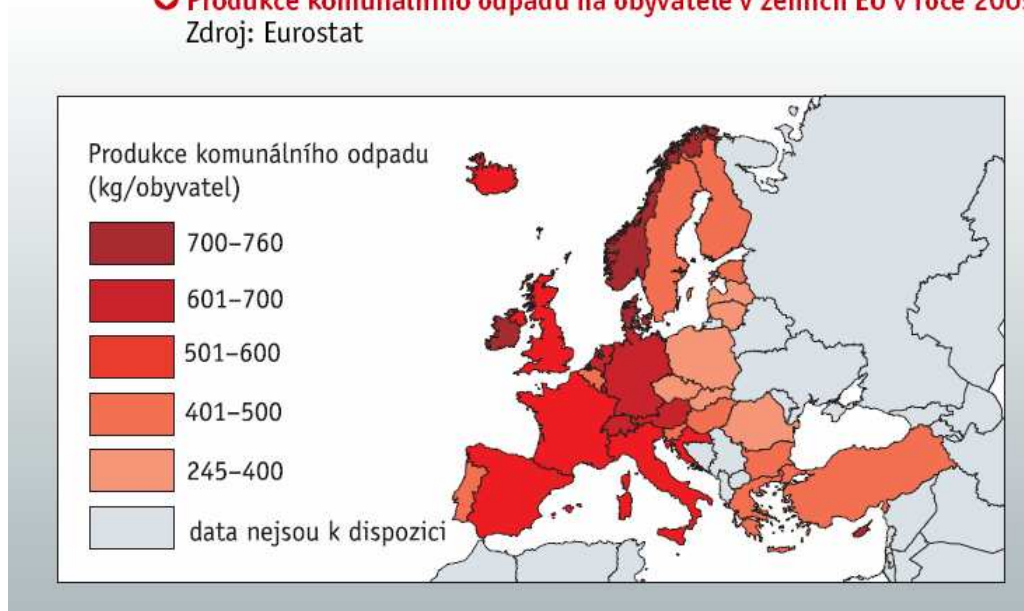 Produkce komunálního odpadu na obyvatele v zemích EU v roce
Zdroj: Eurostat
Produkce komunálního odpadu
(kg/obyvatel)
700–760
601–700
501–600
401–500
245–400
data nejsou k dispozici